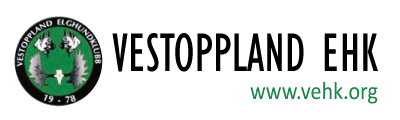 VESTOPPLAND ELGHUNDKLUBB
19 - 78
VESTOPPLAND EHK
www.vehk.org